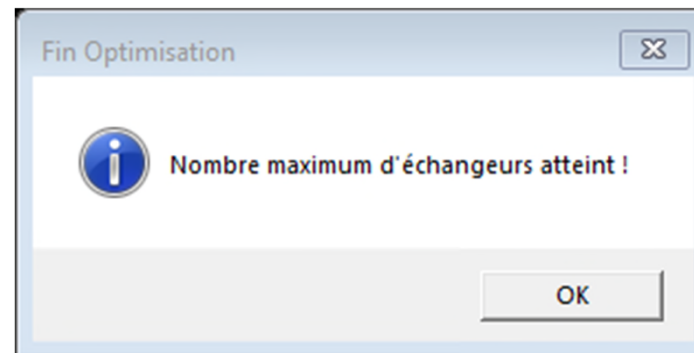 Fin Optimisation
Nombre maximum d'échangeurs atteint !
OK